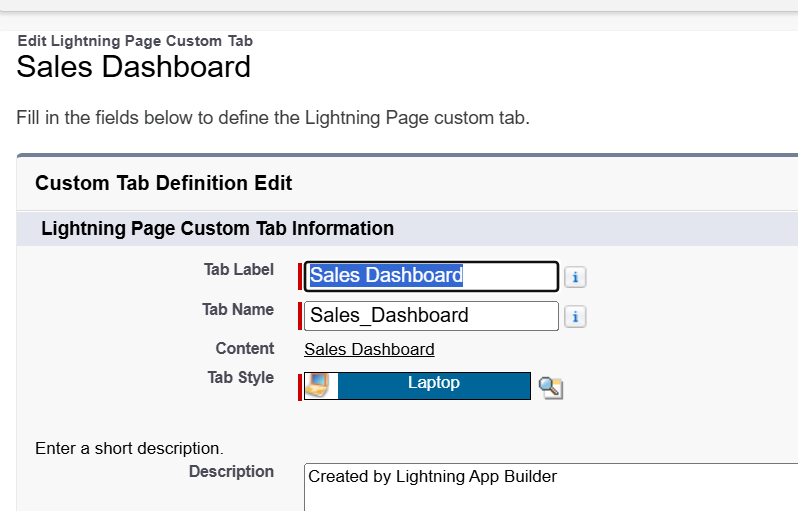 Edit Lightning Page Custom Tab
Sales Dashboard
Fill in the fields below to define the Lightning Page custom tab.
Custom Tab Definition Edit
Lightning Page Custom Tab Information
Tab Label Sales Dashboard i
Tab Name Sales_Dashboard i
Content Sales Dashboard
Tab Style Laptop
Enter a short description.
Description Created by Lightning App Builder